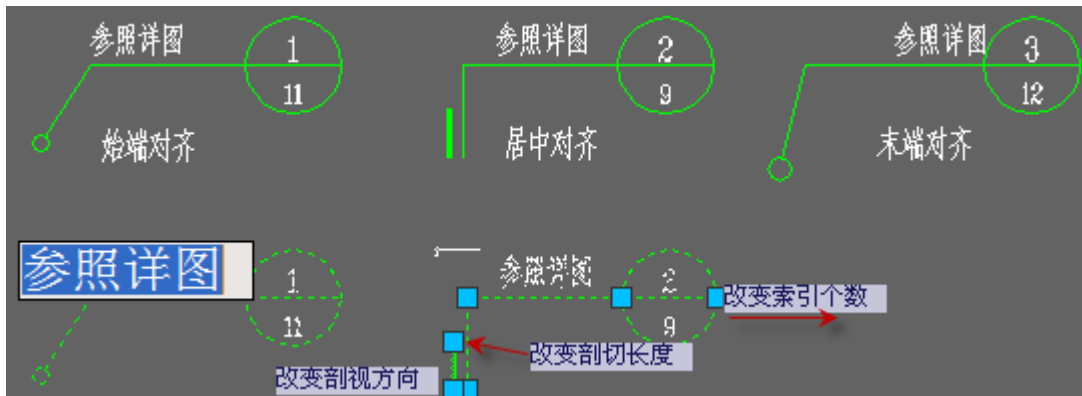 参照详图
1
11
始端对齐
参照详图
2
9
居中对齐
参照详图
3
12
末端对齐
参照详图
1
11
参照详图
2
9
改变索引个数
改变剖切长度
改变剖视方向